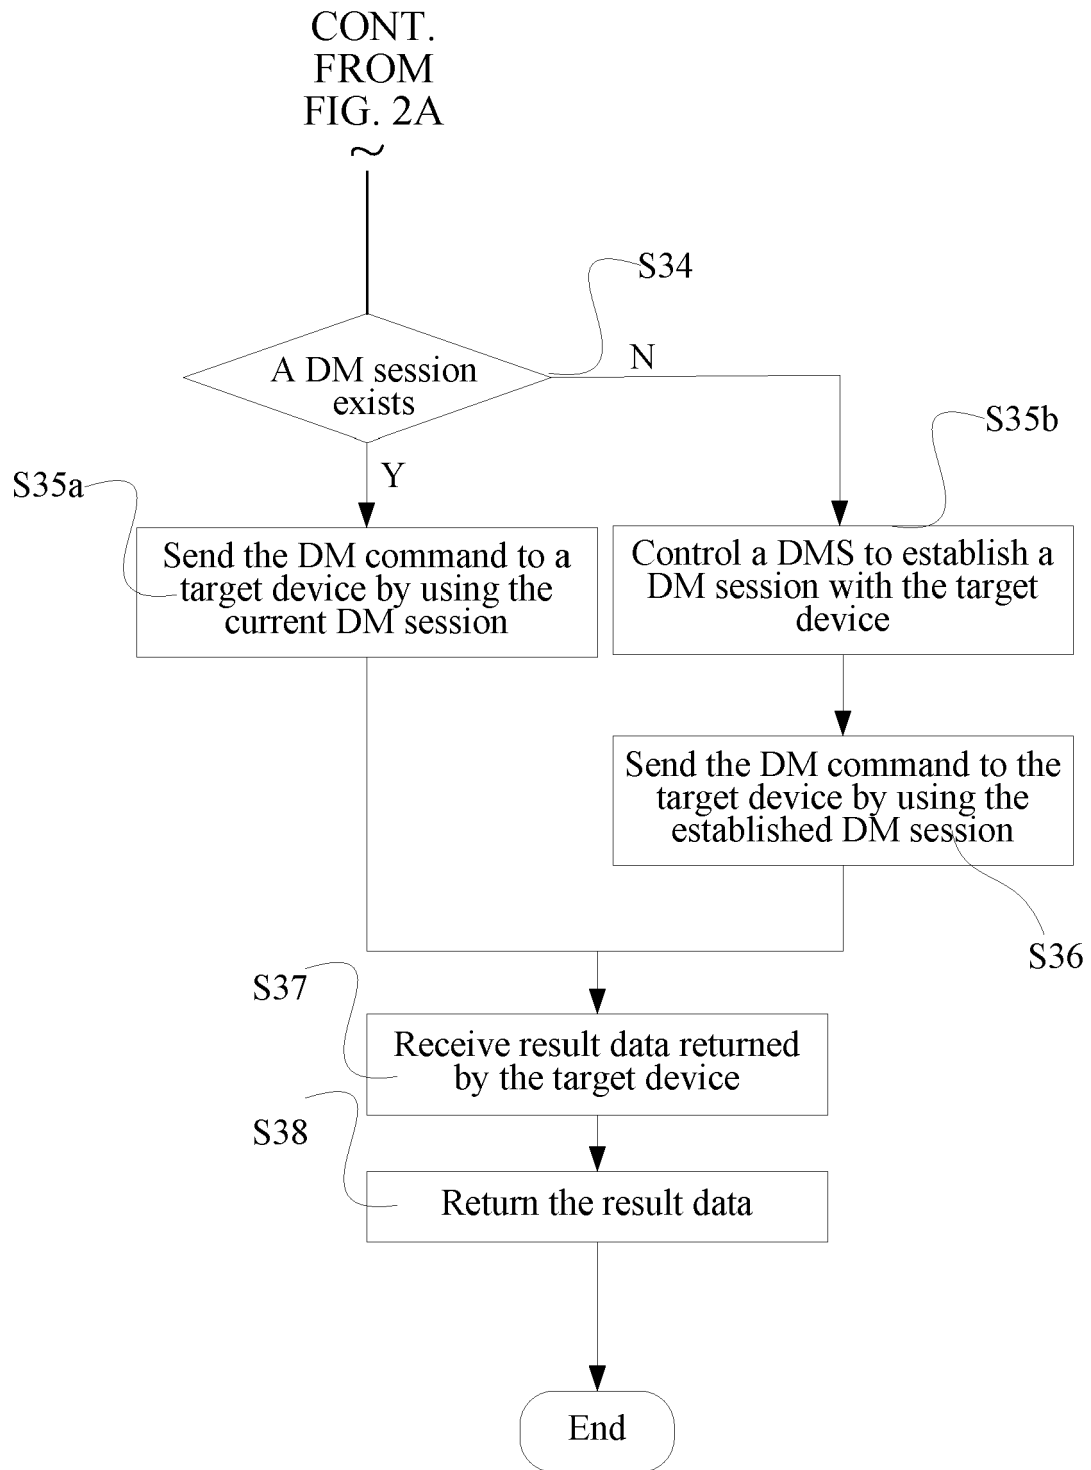 CONT.
FROM
FIG. 2A
~
S34
A DM session
exists
N
Y
S35a
S35b
Send the DM command to a
target device by using the
current DM session
Control a DMS to establish a
DM session with the target
device
Send the DM command to the
target device by using the
established DM session
S36
S37
Receive result data returned
by the target device
S38
Return the result data
End